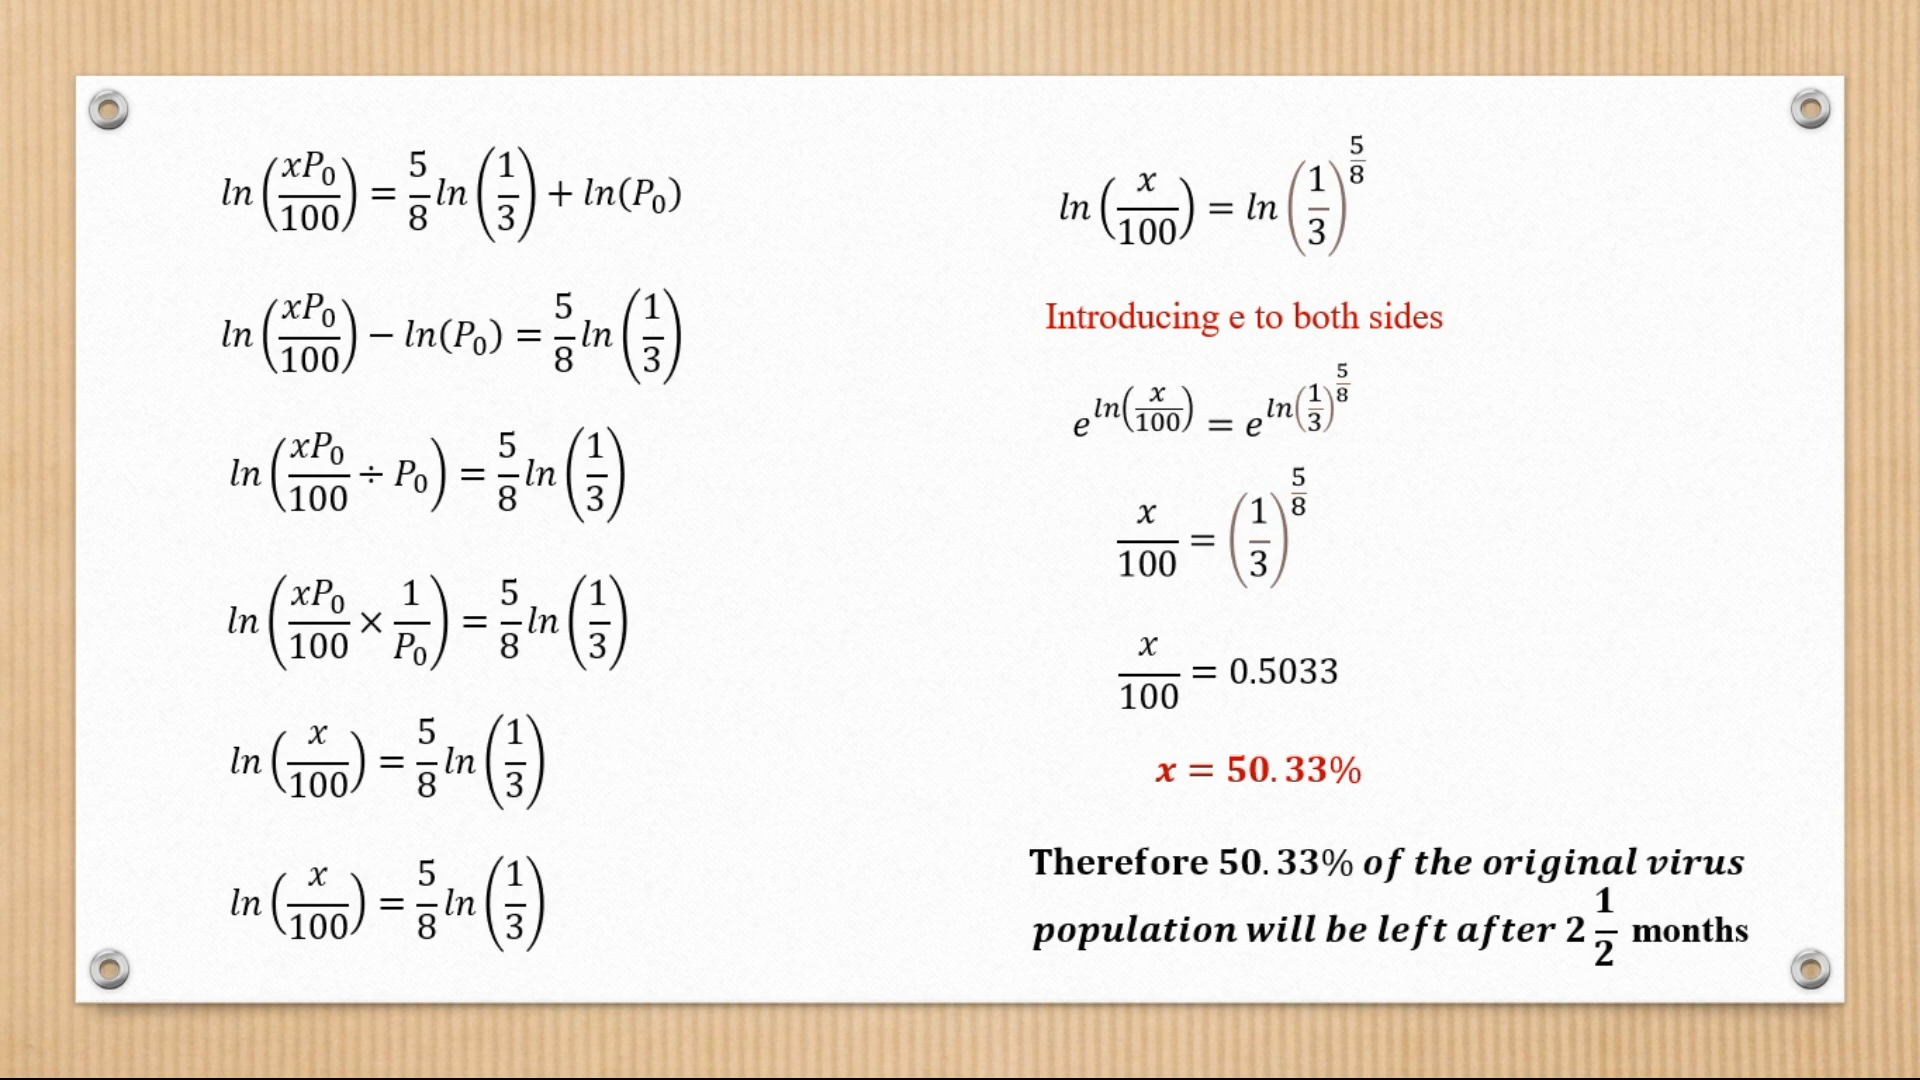 ln(xP₀/100) = 5/8 ln(1/3) + ln(P₀)
ln(xP₀/100) − ln(P₀) = 5/8 ln(1/3)
ln(xP₀/100 ÷ P₀) = 5/8 ln(1/3)
ln(xP₀/100 × 1/P₀) = 5/8 ln(1/3)
ln(x/100) = 5/8 ln(1/3)
ln(x/100) = 5/8 ln(1/3)
ln(x/100) = ln(1/3)^(5/8)
Introducing e to both sides
e^(ln(x/100)) = e^(ln(1/3)^(5/8))
x/100 = (1/3)^(5/8)
x/100 = 0.5033
x = 50.33%
Therefore 50.33% of the original virus
population will be left after 2 1/2 months